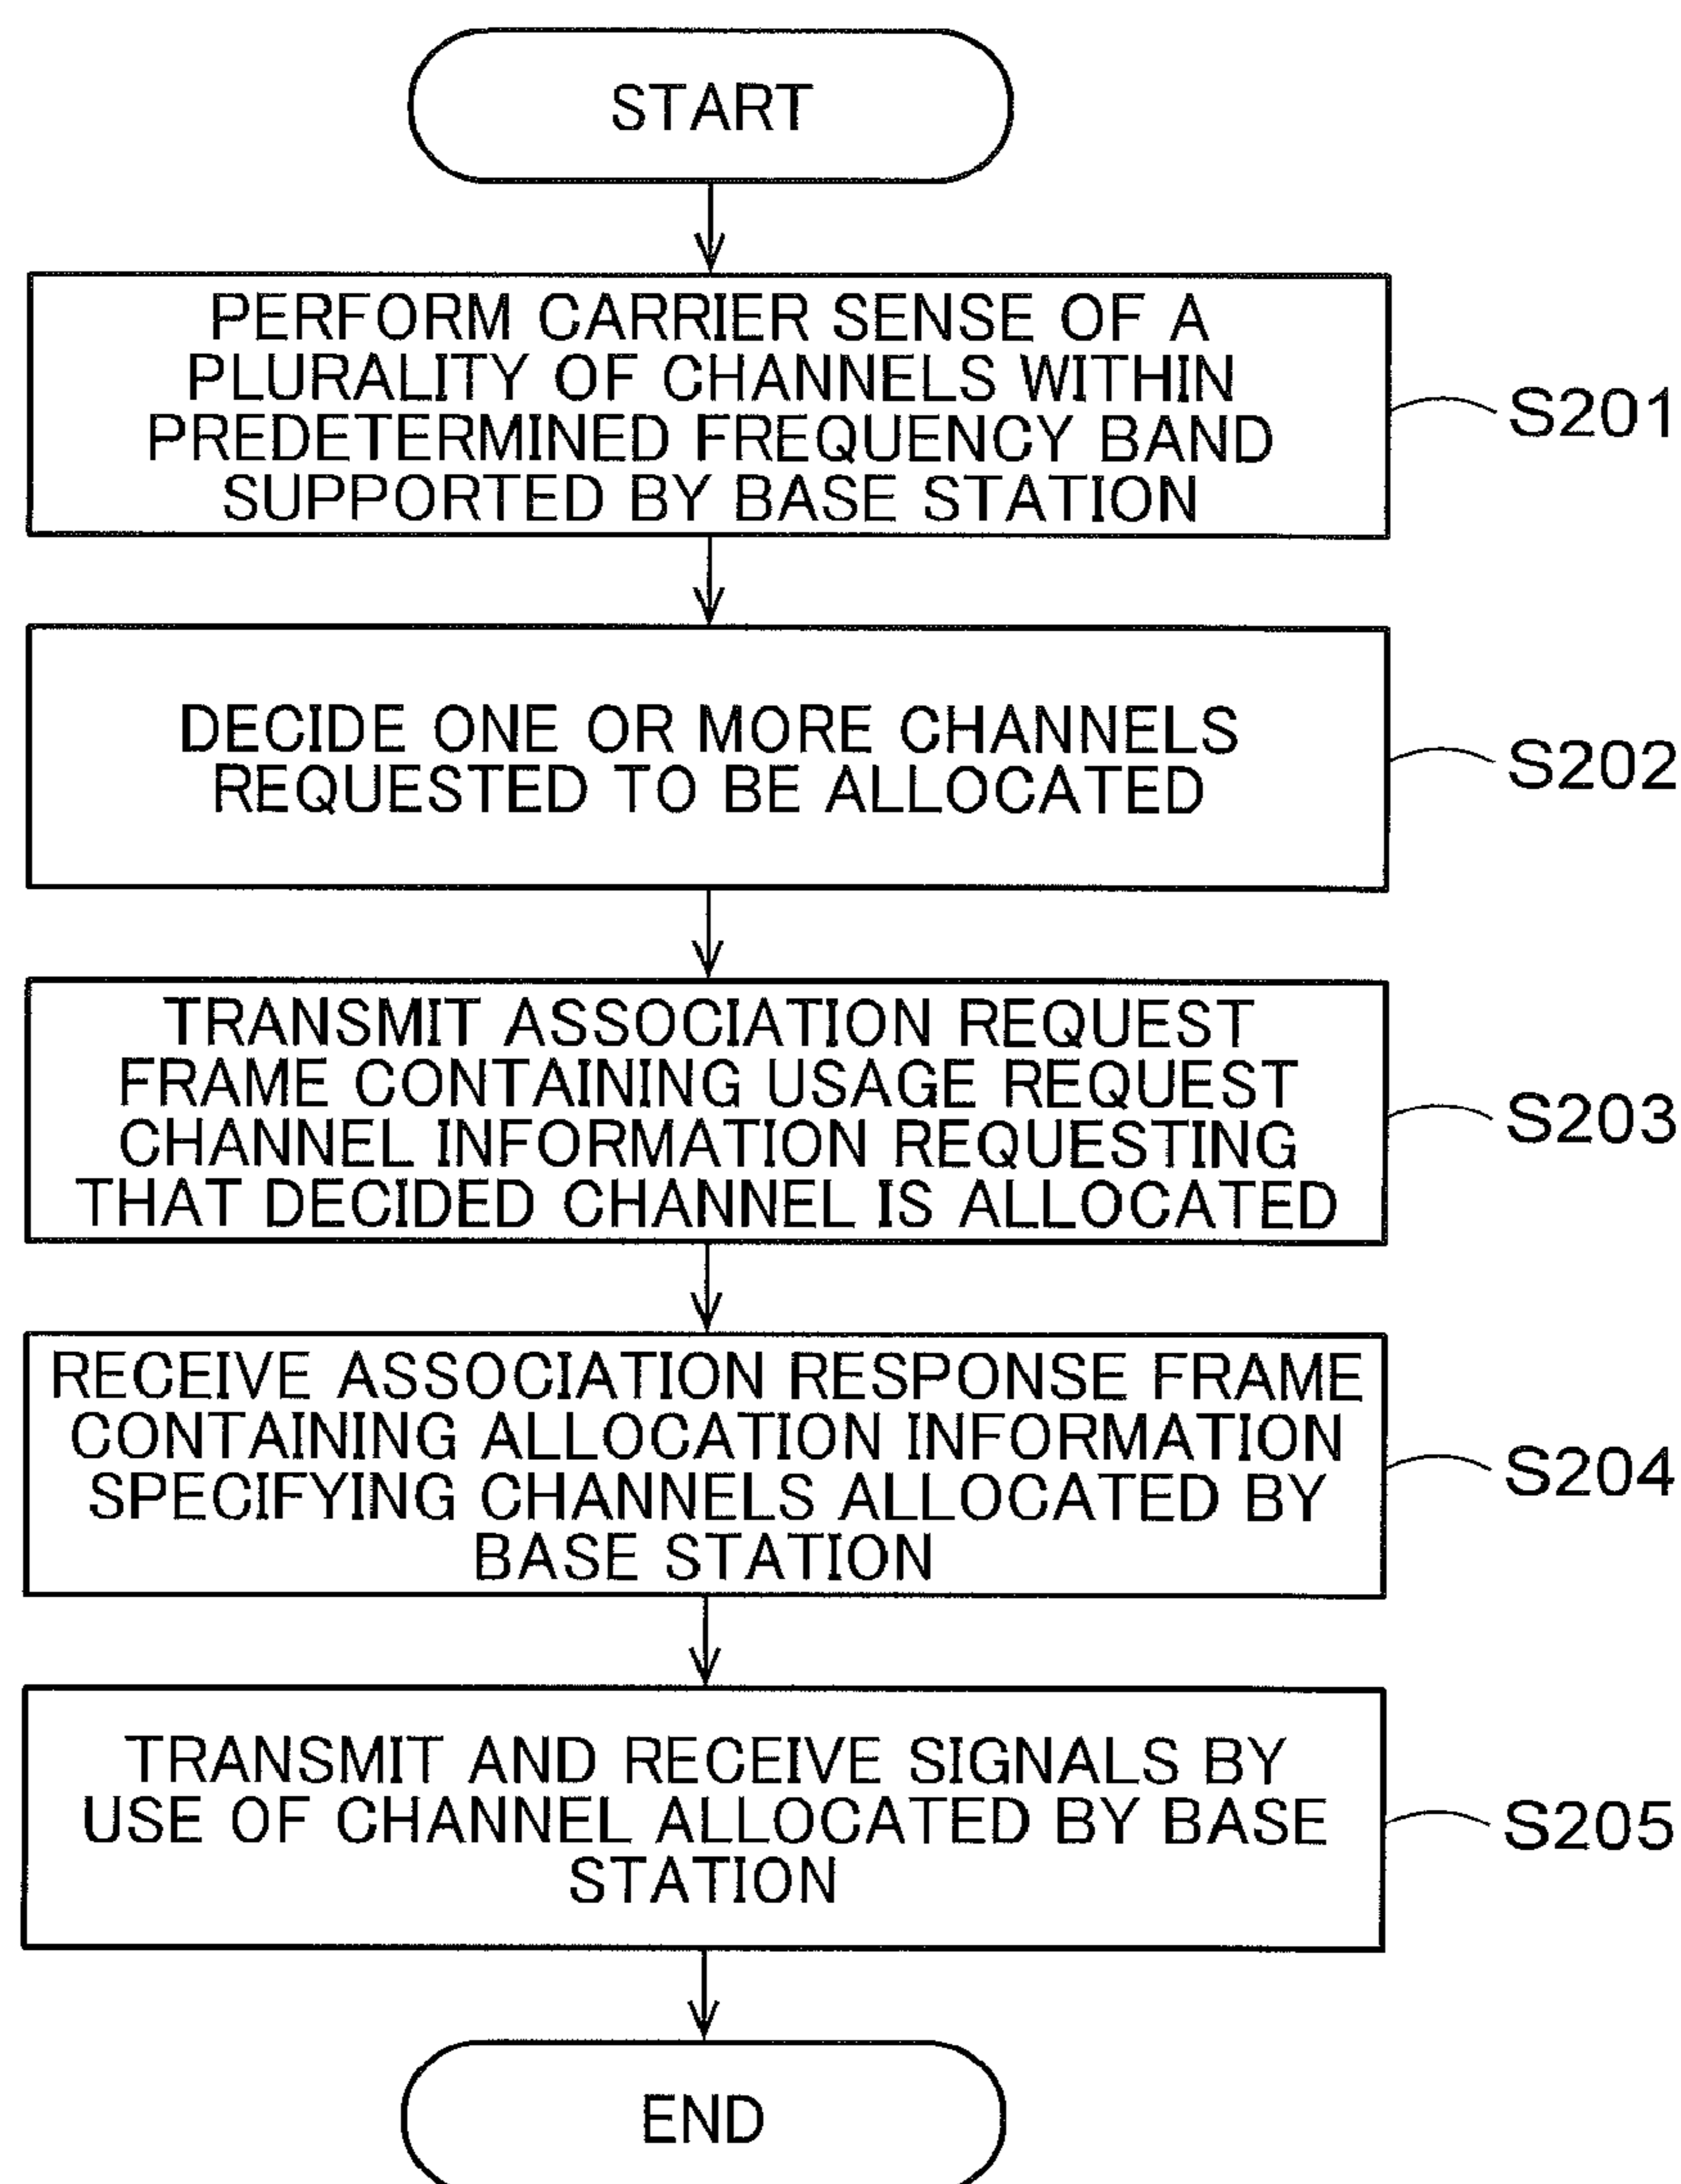 START
PERFORM CARRIER SENSE OF A
PLURALITY OF CHANNELS WITHIN
PREDETERMINED FREQUENCY BAND
SUPPORTED BY BASE STATION
S201
DECIDE ONE OR MORE CHANNELS
REQUESTED TO BE ALLOCATED
S202
TRANSMIT ASSOCIATION REQUEST
FRAME CONTAINING USAGE REQUEST
CHANNEL INFORMATION REQUESTING
THAT DECIDED CHANNEL IS ALLOCATED
S203
RECEIVE ASSOCIATION RESPONSE FRAME
CONTAINING ALLOCATION INFORMATION
SPECIFYING CHANNELS ALLOCATED BY
BASE STATION
S204
TRANSMIT AND RECEIVE SIGNALS BY
USE OF CHANNEL ALLOCATED BY BASE
STATION
S205
END